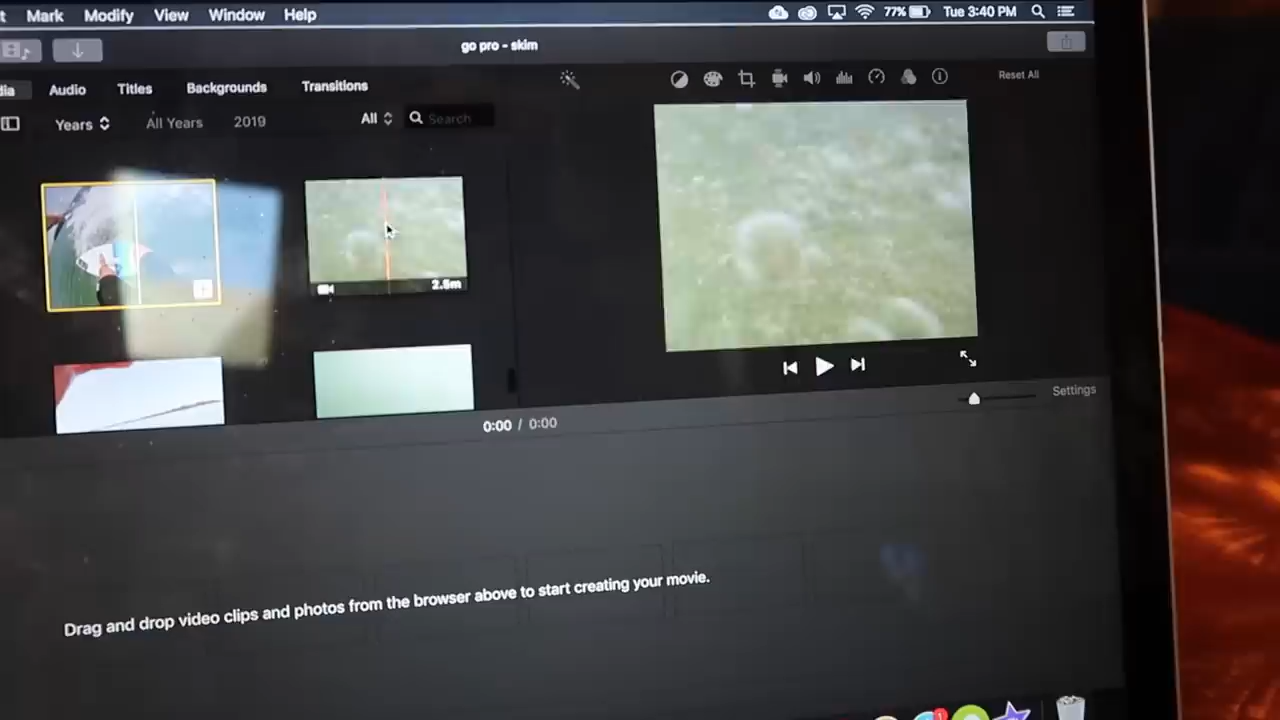 Mark Modify View Window Help 77% Tue 3:40 PM
go pro - skim
Audio Titles Backgrounds Transitions Reset All
Years All Years 2019 All Search
2.5m
0:00 / 0:00 Settings
Drag and drop video clips and photos from the browser above to start creating your movie.
1